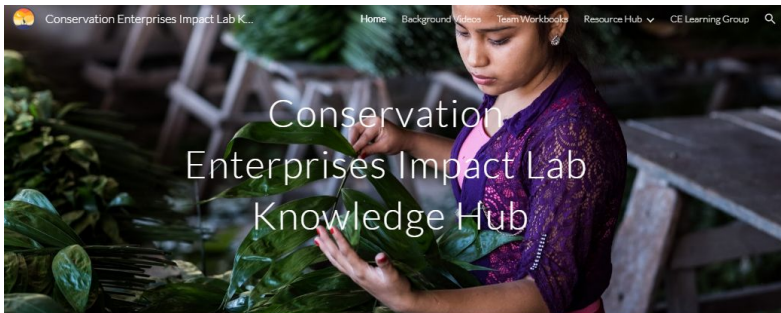 Conservation Enterprises Impact Lab K...
Home Background Videos Team Workbooks Resource Hub CE Learning Group
Conservation
Enterprises Impact Lab
Knowledge Hub